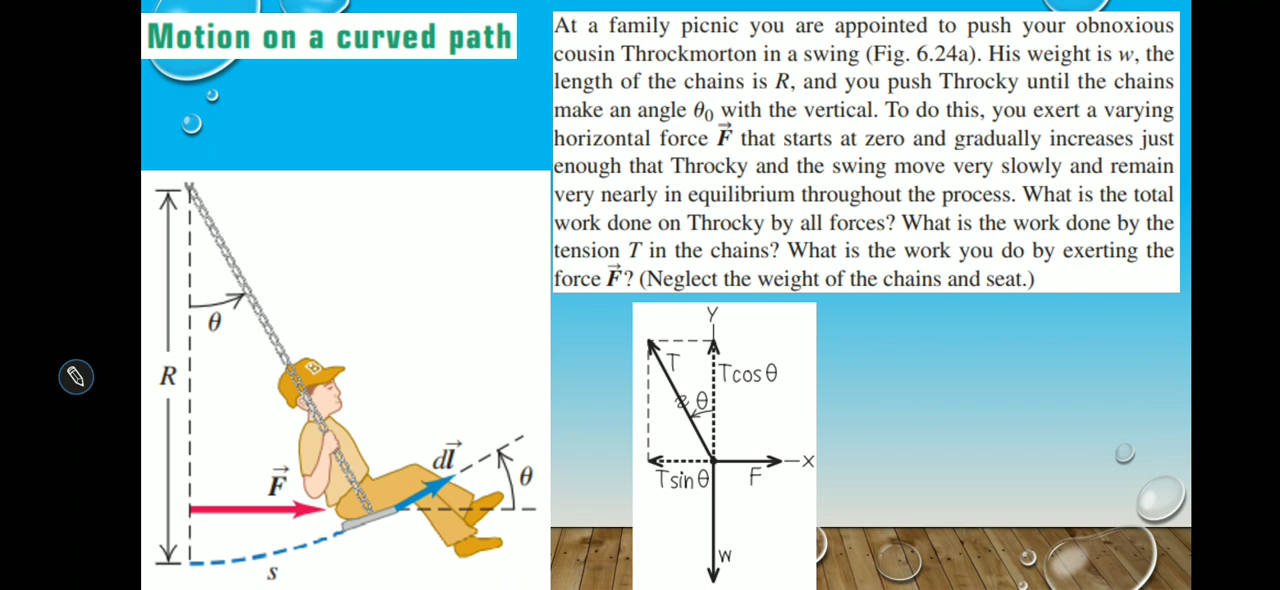 Motion on a curved path
At a family picnic you are appointed to push your obnoxious
cousin Throckmorton in a swing (Fig. 6.24a). His weight is w, the
length of the chains is R, and you push Throcky until the chains
make an angle θ₀ with the vertical. To do this, you exert a varying
horizontal force F⃗ that starts at zero and gradually increases just
enough that Throcky and the swing move very slowly and remain
very nearly in equilibrium throughout the process. What is the total
work done on Throcky by all forces? What is the work done by the
tension T in the chains? What is the work you do by exerting the
force F⃗? (Neglect the weight of the chains and seat.)
θ
R
B
F⃗
dl⃗
θ
s
Y
T
Tcosθ
θ
X
Tsinθ
F
W